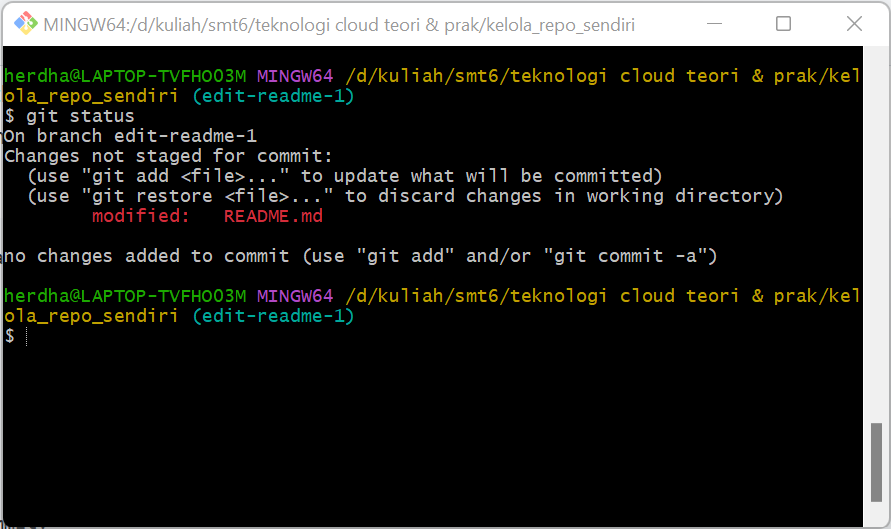 MINGW64:/d/kuliah/smt6/teknologi cloud teori & prak/kelola_repo_sendiri
herdha@LAPTOP-TVFHO03M MINGW64 /d/kuliah/smt6/teknologi cloud teori & prak/kel
ola_repo_sendiri (edit-readme-1)
$ git status
On branch edit-readme-1
Changes not staged for commit:
  (use "git add <file>..." to update what will be committed)
  (use "git restore <file>..." to discard changes in working directory)
        modified:   README.md
no changes added to commit (use "git add" and/or "git commit -a")
herdha@LAPTOP-TVFHO03M MINGW64 /d/kuliah/smt6/teknologi cloud teori & prak/kel
ola_repo_sendiri (edit-readme-1)
$